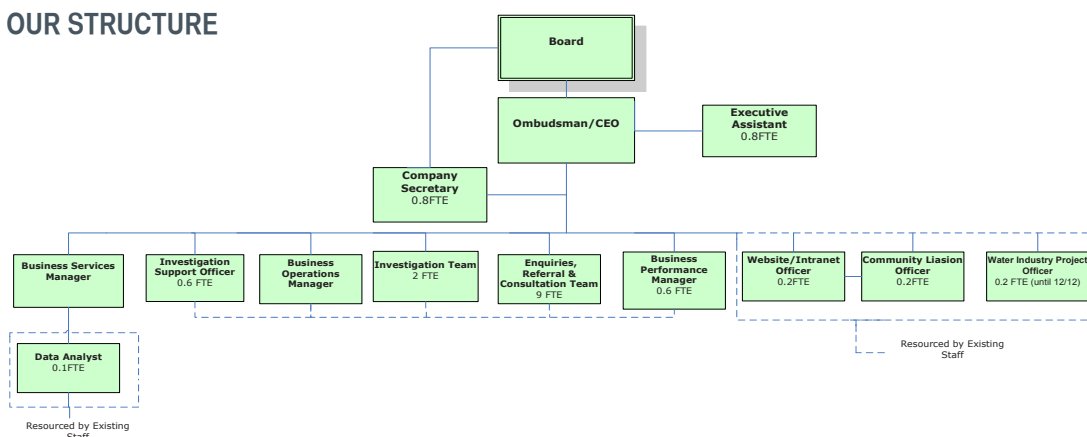 OUR STRUCTURE
Board
Ombudsman/CEO
Executive
Assistant
0.8FTE
Company
Secretary
0.8FTE
Business Services
Manager
Investigation
Support Officer
0.6 FTE
Business
Operations
Manager
Investigation Team
2 FTE
Enquiries,
Referral &
Consultation Team
9 FTE
Business
Performance
Manager
0.6 FTE
Website/Intranet
Officer
0.2FTE
Community Liasion
Officer
0.2FTE
Water Industry Project
Officer
0.2 FTE (until 12/12)
Data Analyst
0.1FTE
Resourced by Existing
Staff
Resourced by Existing
Staff